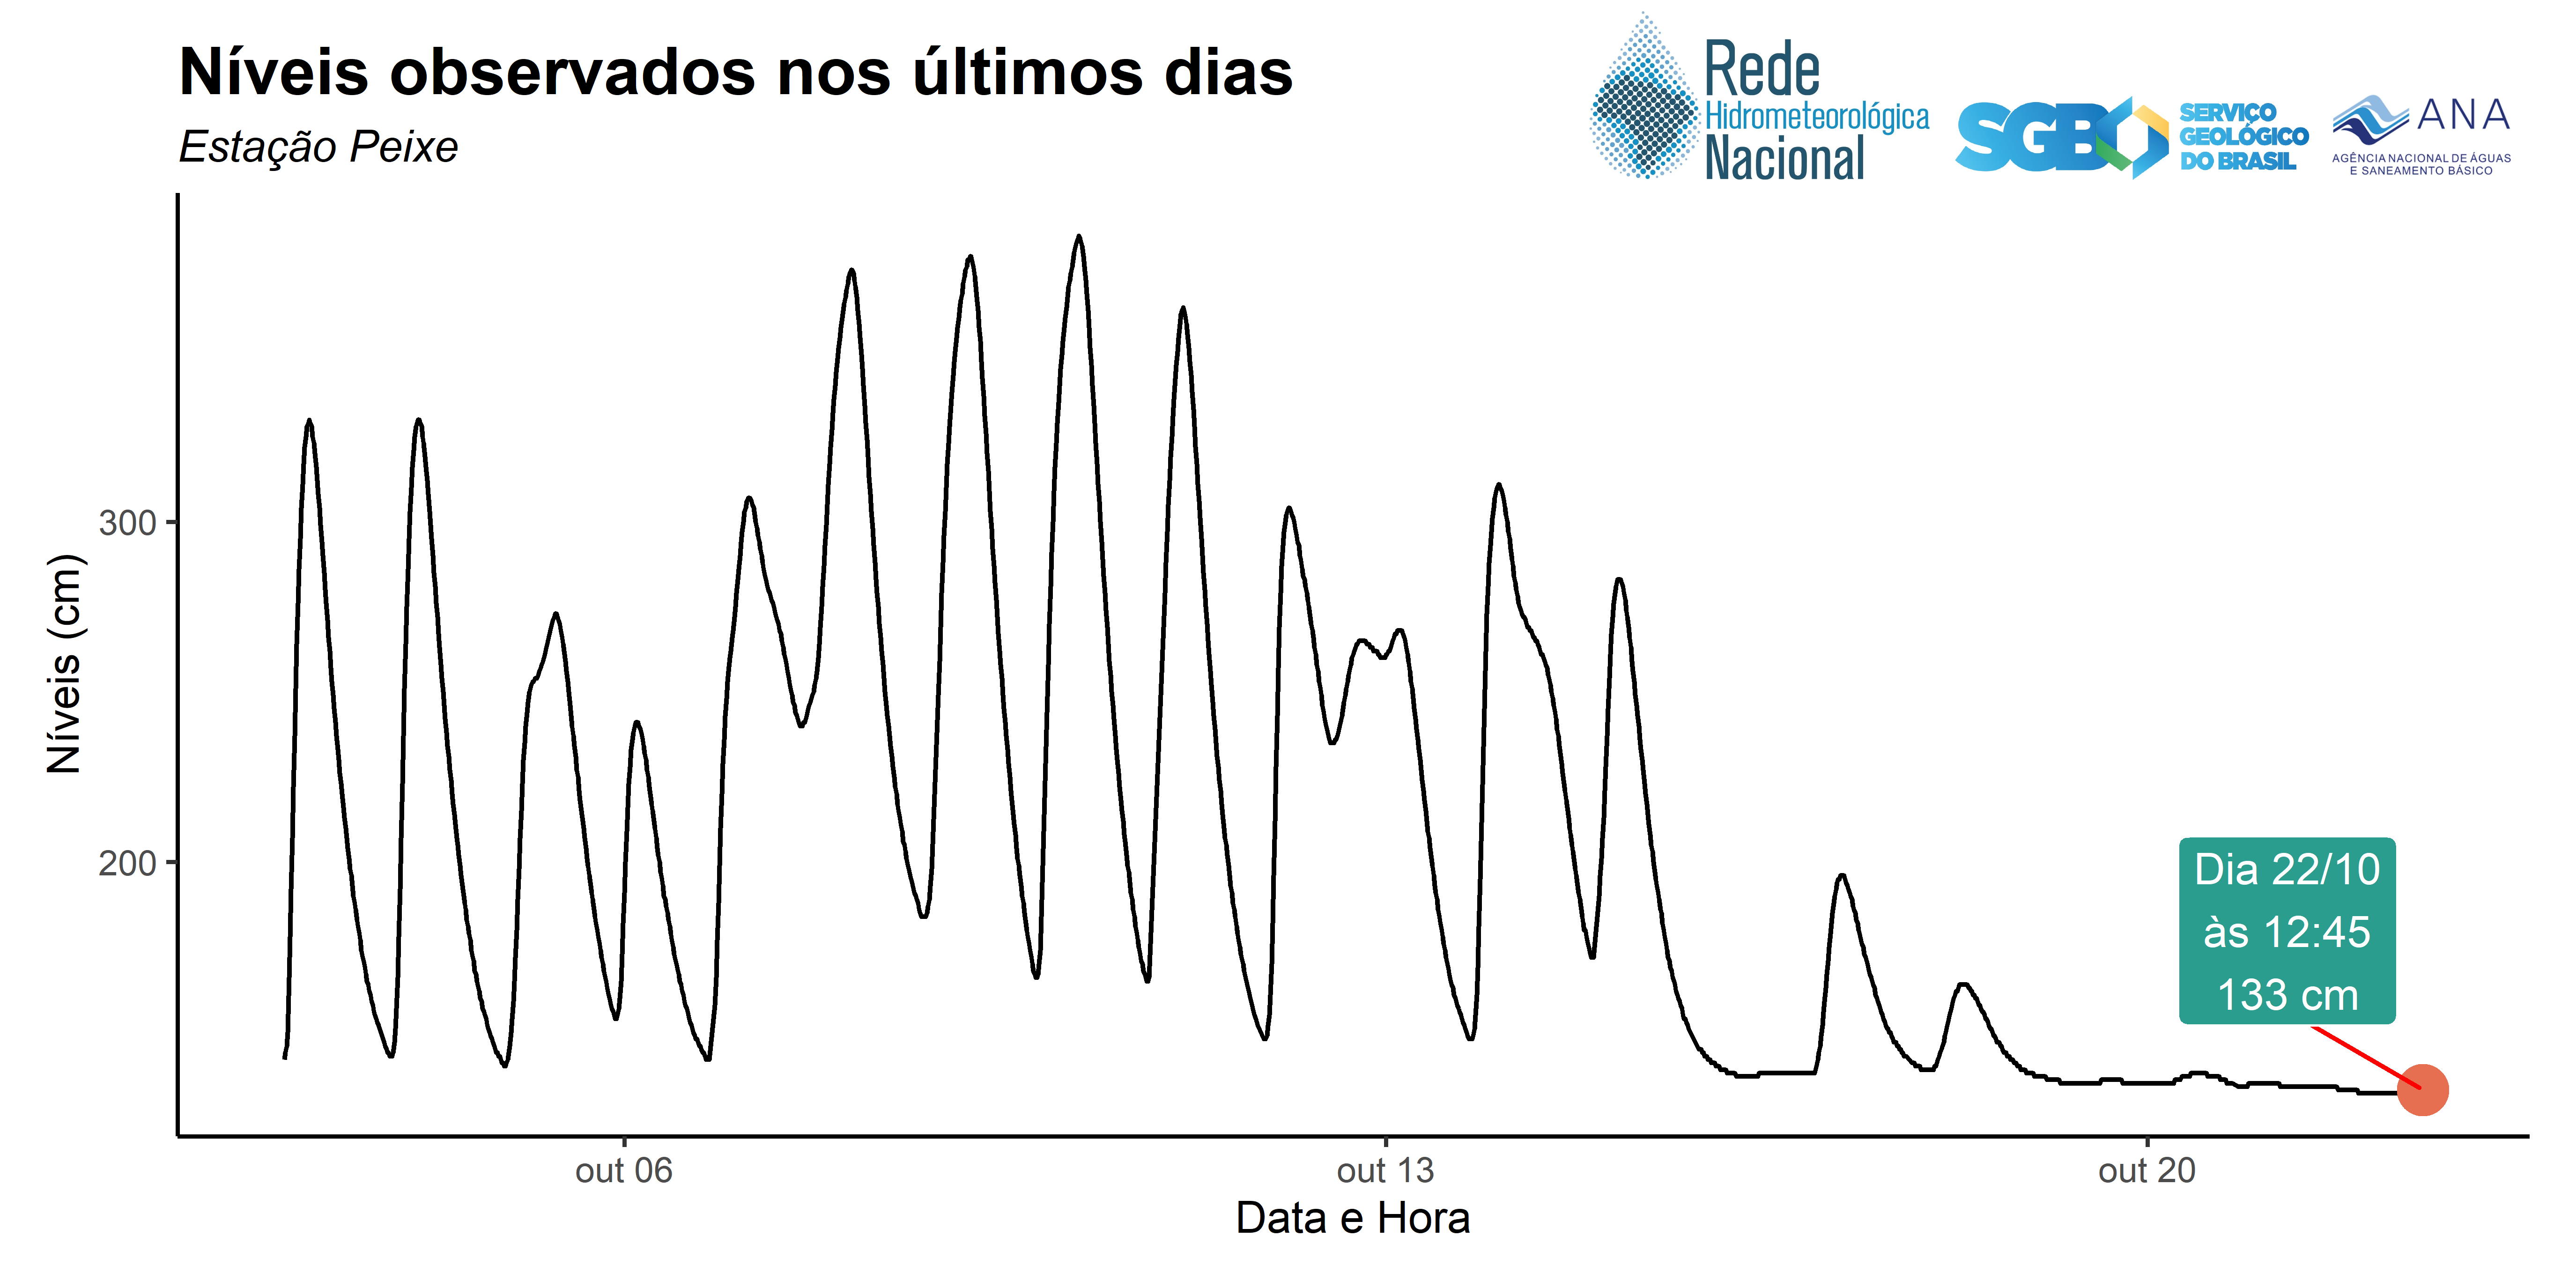 Níveis observados nos últimos dias
Estação Peixe
Rede
Hidrometeorológica
Nacional
SGB
SERVIÇO
GEOLÓGICO
DO BRASIL
ANA
AGÊNCIA NACIONAL DE ÁGUAS
E SANEAMENTO BÁSICO
Níveis (cm)
300
200
Dia 22/10
às 12:45
133 cm
out 06
out 13
out 20
Data e Hora